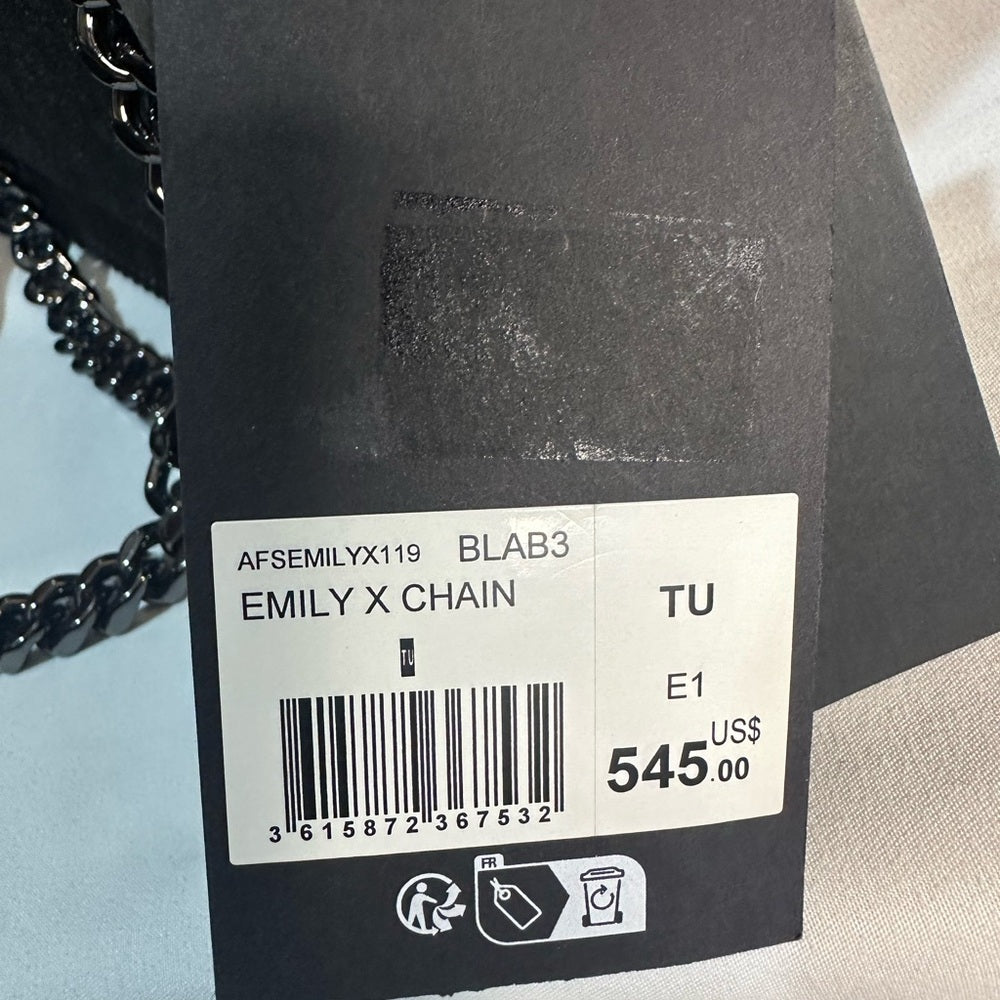 AFSEMILYX119 BLAB3
EMILY X CHAIN
TU
3 615872 367532
TU
E1
US$
545.00
FR